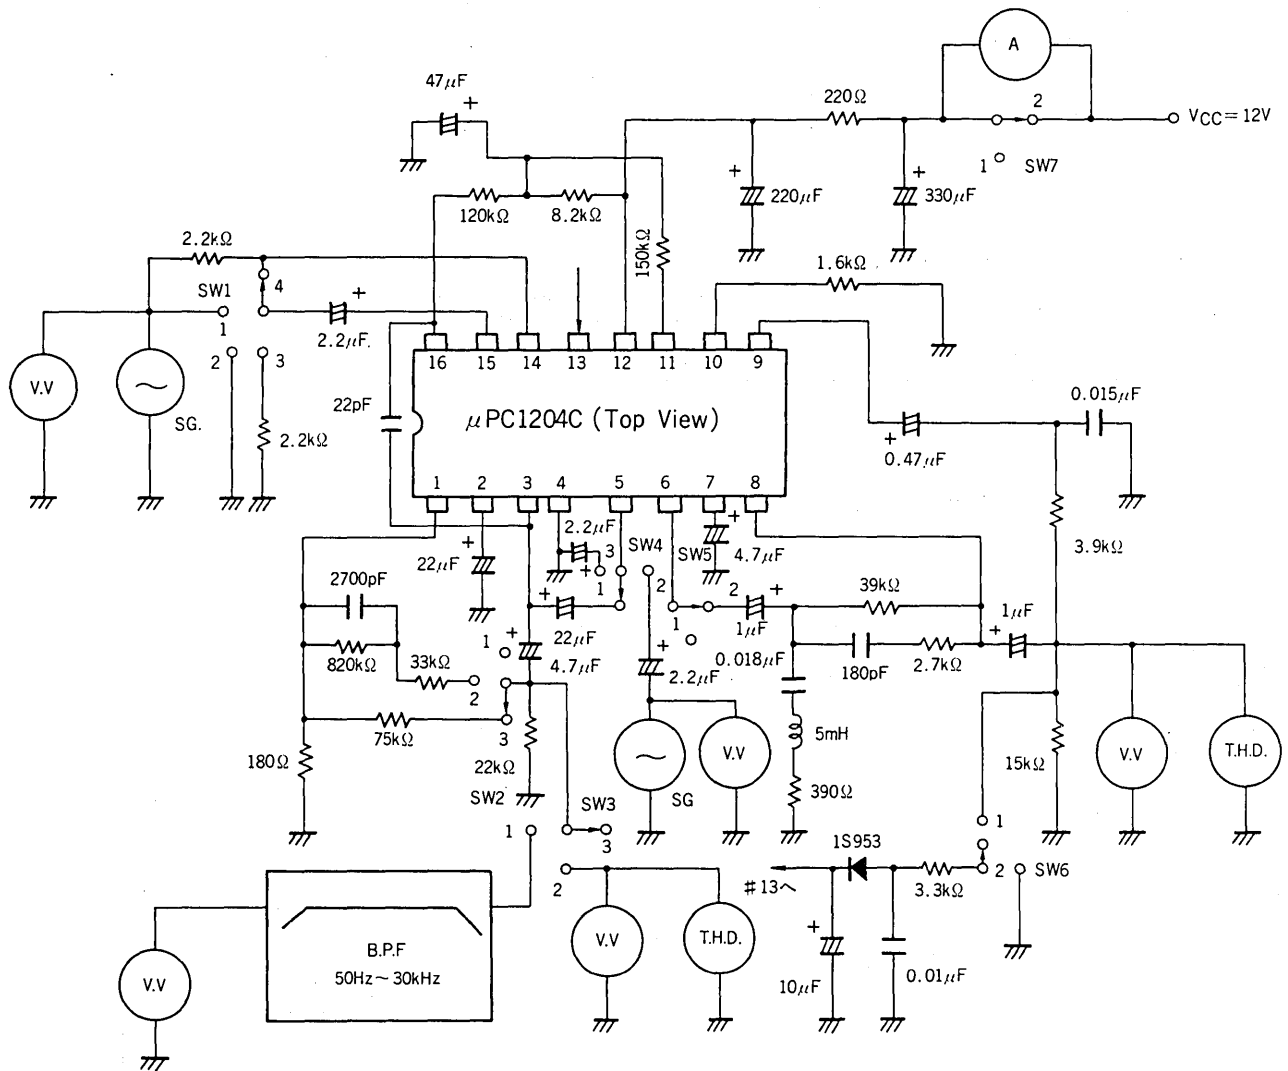 A
47μF
+
220Ω
2
VCC=12V
1
SW7
+
220μF
+
330μF
120kΩ
8.2kΩ
150kΩ
2.2kΩ
1.6kΩ
SW1
4
+
1
2.2μF.
2
3
V.V
SG.
2.2kΩ
16
15
14
13
12
11
10
9
22pF
μPC1204C (Top View)
0.015μF
+
0.47μF
1
2
3
4
5
6
7
8
3.9kΩ
+
22μF
2.2μF
+
3
1
SW4
2
SW5
+
4.7μF
2700pF
820kΩ
33kΩ
2
+
22μF
1
+
4.7μF
1
2
+
1μF
39kΩ
0.018μF
180pF
2.7kΩ
+
1μF
+
2.2μF
75kΩ
3
22kΩ
180Ω
SG
V.V
5mH
390Ω
15kΩ
V.V
T.H.D.
SW2
1
SW3
3
2
1
2
SW6
1S953
#13~
3.3kΩ
+
10μF
0.01μF
V.V
T.H.D.
B.P.F
50Hz~30kHz
V.V